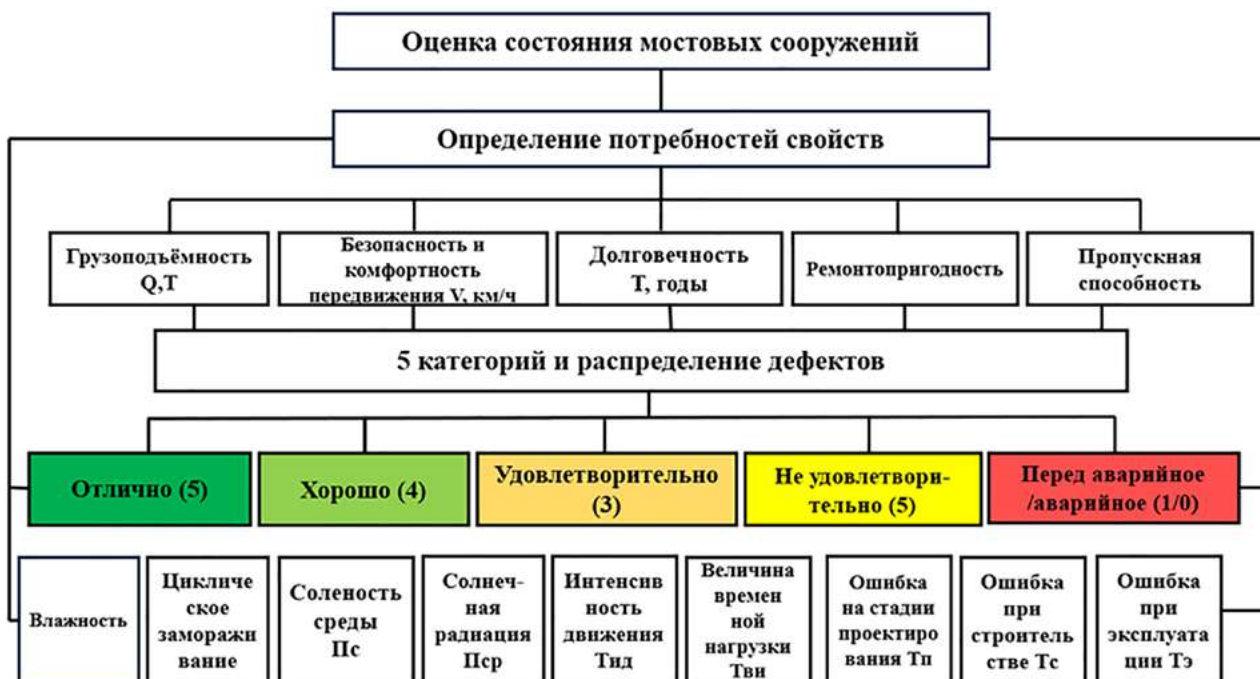 Оценка состояния мостовых сооружений
Определение потребностей свойств
Грузоподъёмность
Q,T
Безопасность и
комфортность
передвижения V, км/ч
Долговечность
T, годы
Ремонтопригодность
Пропускная
способность
5 категорий и распределение дефектов
Отлично (5)
Хорошо (4)
Удовлетворительно
(3)
Не удовлетвори-
тельно (5)
Перед аварийное
/аварийное (1/0)
Влажность
Цикличе
ское
заморажи
вание
Соленость
среды
Пс
Солнеч-
ная
радиация
Пср
Интенсив
ность
движения
Тид
Величина
времен
ной
нагрузки
Тви
Ошибка
на стадии
проектиро
вания Тп
Ошибка
при
строитель
стве Тс
Ошибка
при
эксплуата
ции Тэ